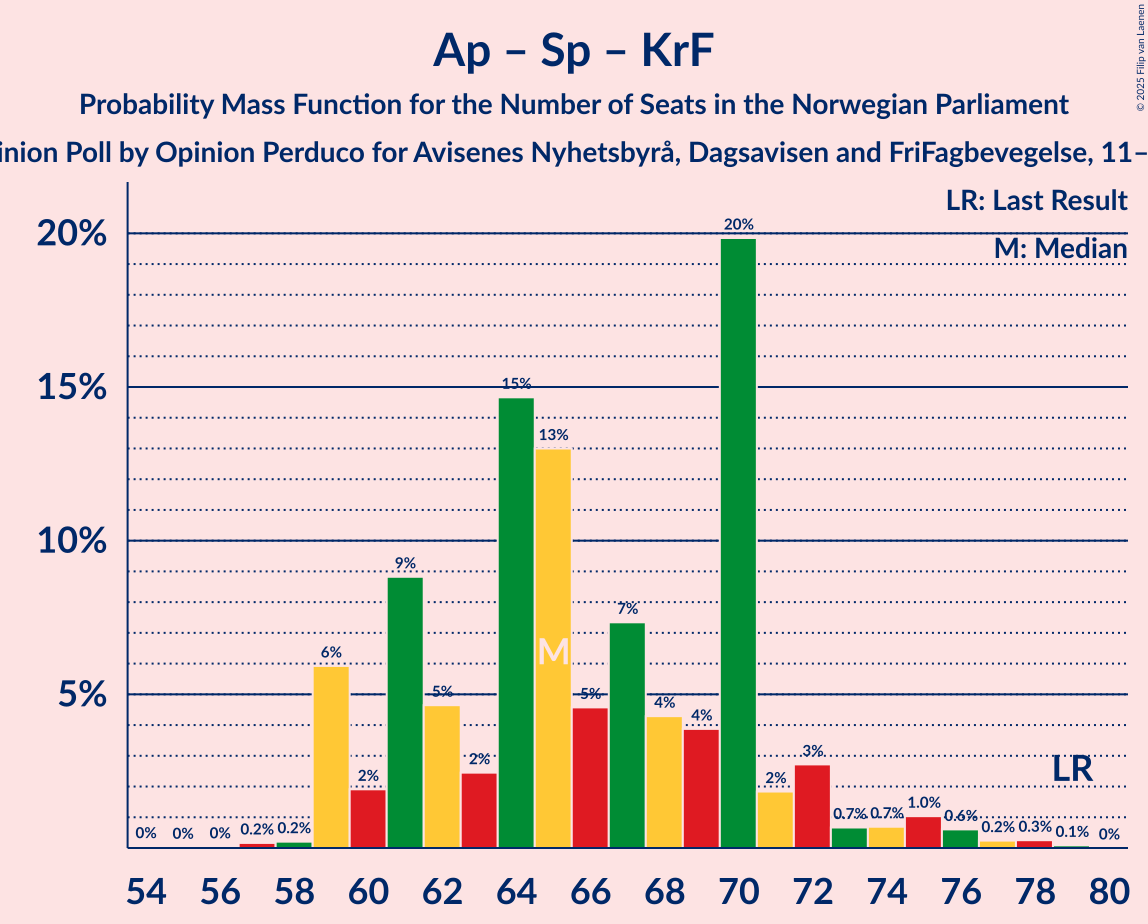 Ap – Sp – KrF
Probability Mass Function for the Number of Seats in the Norwegian Parliament
inion Poll by Opinion Perduco for Avisenes Nyhetsbyrå, Dagsavisen and FriFagbevegelse, 11–
© 2025 Filip van Laenen
LR: Last Result
M: Median
20%
15%
10%
5%
0% 0% 0% 0.2% 0.2% 6% 2% 9% 5% 2% 15% 13% 5% 7% 4% 4% 20% 2% 3% 0.7% 0.7% 1.0% 0.6% 0.2% 0.3% 0.1% 0%
M
LR
54 56 58 60 62 64 66 68 70 72 74 76 78 80